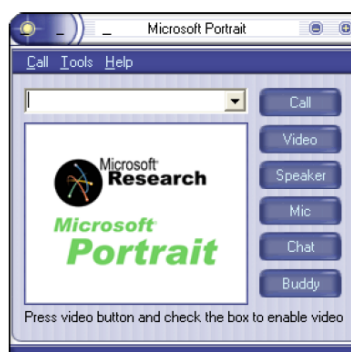 Microsoft Portrait
Call Tools Help
Call
Video
Speaker
Mic
Chat
Buddy
Microsoft
Research
Microsoft
Portrait
Press video button and check the box to enable video